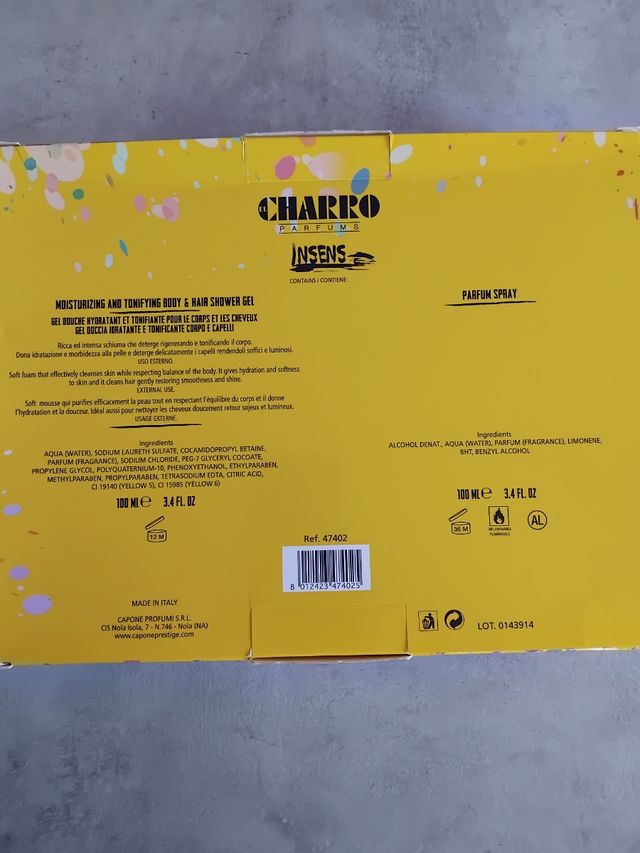 EL CHARRO
PARFUMS
INSENSE
CONTAINS / CONTIENE:
MOISTURIZING AND TONIFYING BODY & HAIR SHOWER GEL
GEL DOUCHE HYDRATANT ET TONIFIANTE POUR LE CORPS ET LES CHEVEUX
GEL DOCCIA IDRATANTE E TONIFICANTE CORPO E CAPELLI
Ricca ed intensa schiuma che deterge rigenerando e tonificando il corpo.
Dona idratazione e morbidezza alla pelle e deterge delicatamente i capelli rendendoli soffici e luminosi.
USO ESTERNO.
Soft foam that effectively cleanses skin while respecting balance of the body. It gives hydration and softness
to skin and it cleans hair gently restoring smoothness and shine.
EXTERNAL USE.
Soft mousse qui purifies efficacement la peau tout en respectant l'équilibre du corps et il donne
l'hydratation et la douceur. Idéal aussi pour nettoyer les cheveux doucement retour sojeux et lumineux.
USAGE EXTERNE.
Ingredients
AQUA (WATER), SODIUM LAURETH SULFATE, COCAMIDOPROPYL BETAINE,
PARFUM (FRAGRANCE), SODIUM CHLORIDE, PEG-7 GLYCERYL COCOATE,
PROPYLENE GLYCOL, POLYQUATERNIUM-10, PHENOXYETHANOL, ETHYLPARABEN,
METHYLPARABEN, PROPYLPARABEN, TETRASODIUM EDTA, CITRIC ACID,
CI 19140 (YELLOW 5), CI 15985 (YELLOW 6)
100 ML ℮ 3.4 FL. OZ
12 M
PARFUM SPRAY
Ingredients
ALCOHOL DENAT., AQUA (WATER), PARFUM (FRAGRANCE), LIMONENE,
BHT, BENZYL ALCOHOL
100 ML ℮ 3.4 FL. OZ
36 M
INFLAMMABLE
FLAMMABLE
AL
Ref. 47402
8 012423 474025
MADE IN ITALY
CAPONE PROFUMI S.R.L.
CIS Nola Isola, 7 - N.746 - Nola (NA)
www.caponeprestige.com
LOT. 0143914